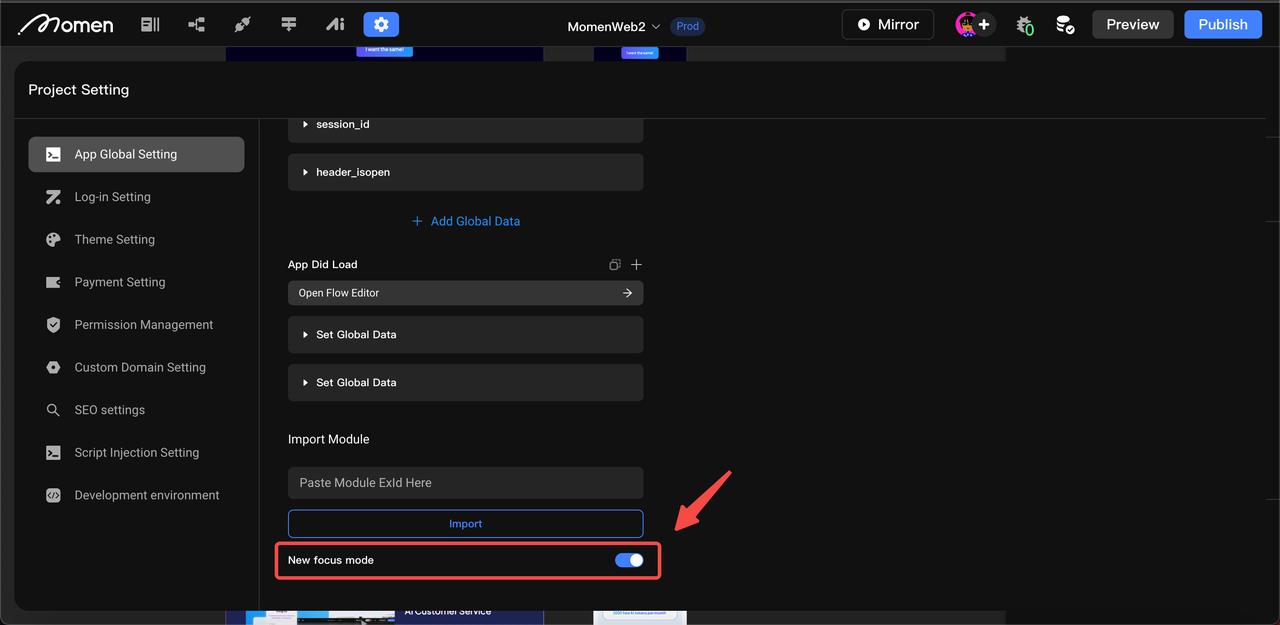 Momen
MomenWeb2
Prod
Mirror
0
Preview
Publish
I want the same!
I want the same!
Project Setting
App Global Setting
Log-in Setting
Theme Setting
Payment Setting
Permission Management
Custom Domain Setting
SEO settings
Script Injection Setting
Development environment
session_id
header_isopen
+ Add Global Data
App Did Load
Open Flow Editor
Set Global Data
Set Global Data
Import Module
Paste Module ExId Here
Import
New focus mode
AI Customer Service